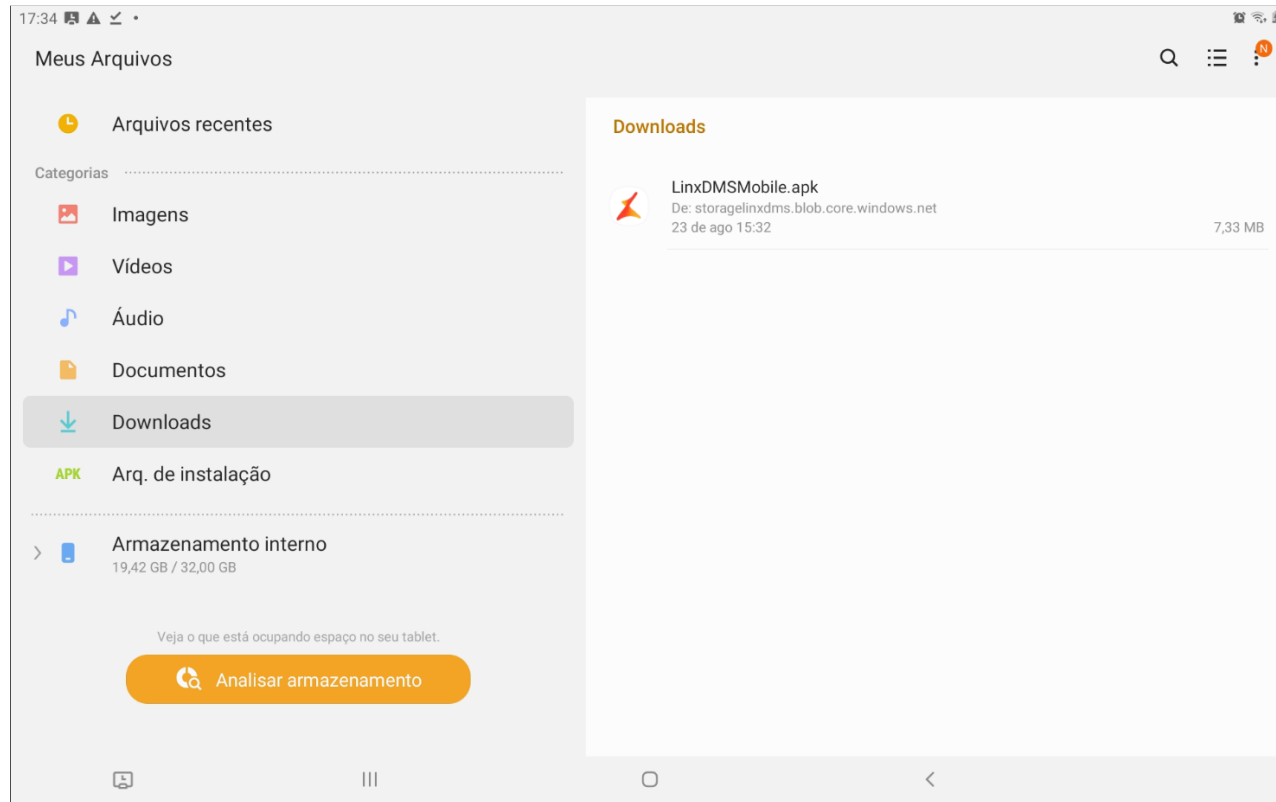 17:34
Meus Arquivos
N
Arquivos recentes
Categorias
Imagens
Vídeos
Áudio
Documentos
Downloads
APK Arq. de instalação
Armazenamento interno
19,42 GB / 32,00 GB
Veja o que está ocupando espaço no seu tablet.
Analisar armazenamento
Downloads
LinxDMSMobile.apk
De: storagelinxdms.blob.core.windows.net
23 de ago 15:32 7,33 MB